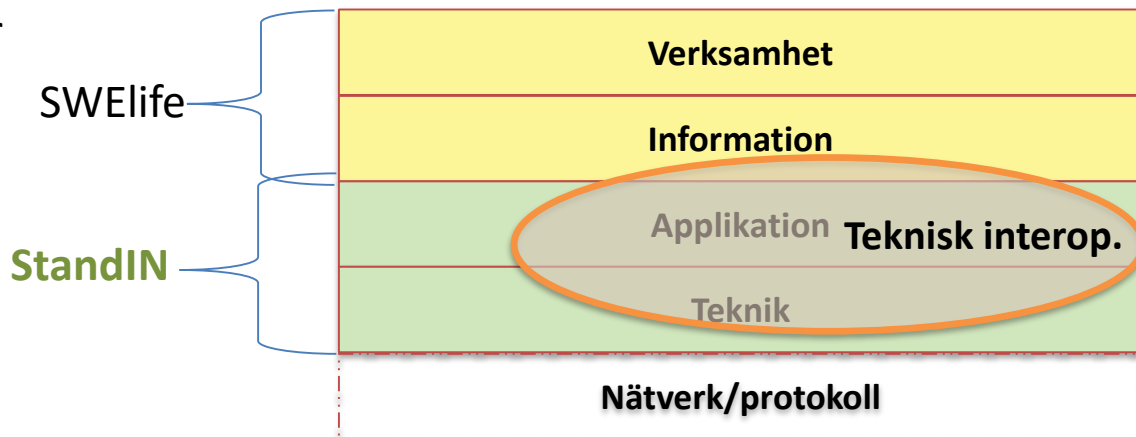 Verksamhet
SWElife
Information
Applikation
Teknisk interop.
StandIN
Teknik
Nätverk/protokoll